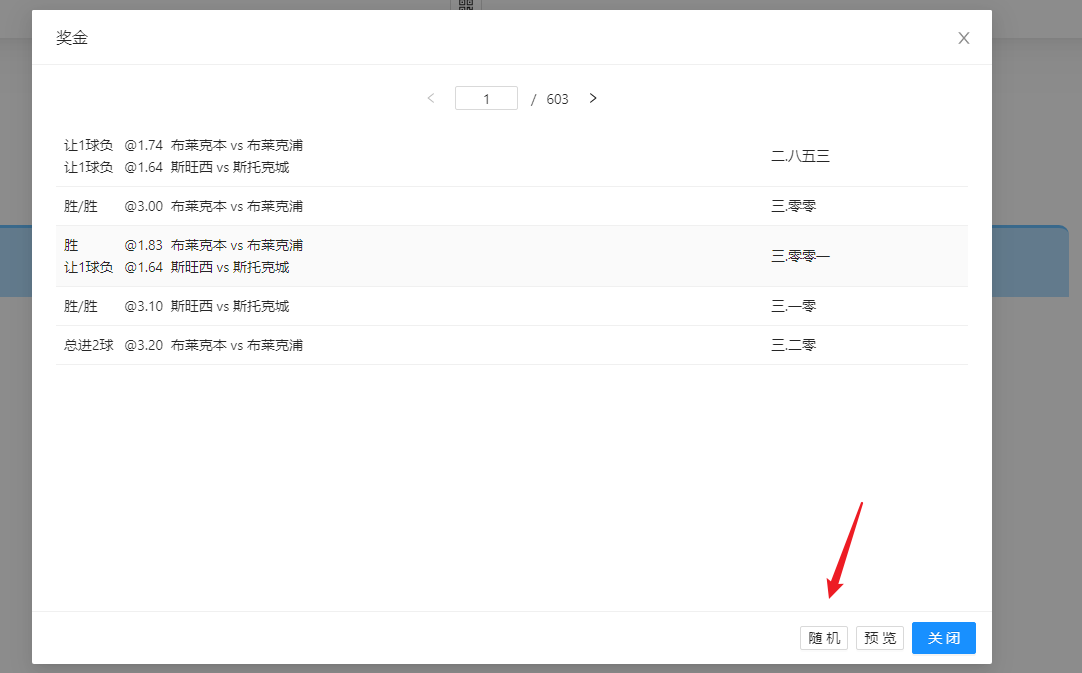 奖金
1 / 603
让1球负 @1.74 布莱克本 vs 布莱克浦
让1球负 @1.64 斯旺西 vs 斯托克城
二.八五三
胜/胜 @3.00 布莱克本 vs 布莱克浦 三.零零
胜 @1.83 布莱克本 vs 布莱克浦
让1球负 @1.64 斯旺西 vs 斯托克城
三.零零一
胜/胜 @3.10 斯旺西 vs 斯托克城 三.一零
总进2球 @3.20 布莱克本 vs 布莱克浦 三.二零
随机 预览 关闭